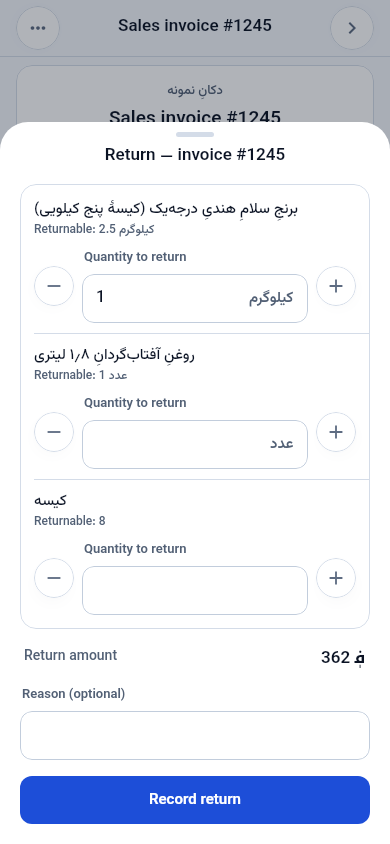 Sales invoice #1245
دکانِ نمونه
Sales invoice #1245
Return — invoice #1245
برنجِ سلامِ هندیِ درجه‌یک (کیسهٔ پنج کیلویی)
Returnable: 2.5 کیلوگرم
Quantity to return
1 کیلوگرم
روغنِ آفتاب‌گردانِ ۱٫۸ لیتری
Returnable: 1 عدد
Quantity to return
عدد
کیسه
Returnable: 8
Quantity to return
Return amount
362 ؋
Reason (optional)
Record return